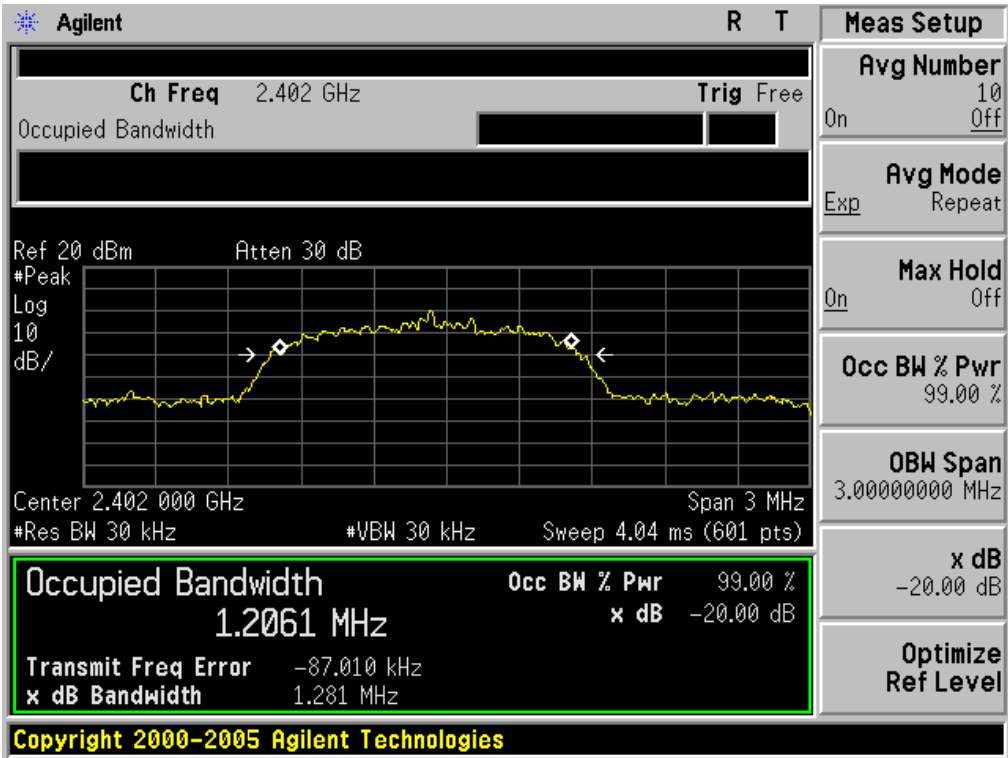 Agilent R T
Ch Freq 2.402 GHz Trig Free
Occupied Bandwidth
Ref 20 dBm Atten 30 dB
#Peak
Log
10
dB/
Center 2.402 000 GHz Span 3 MHz
#Res BW 30 kHz #VBW 30 kHz Sweep 4.04 ms (601 pts)
Occupied Bandwidth Occ BW % Pwr 99.00 %
1.2061 MHz x dB -20.00 dB
Transmit Freq Error -87.010 kHz
x dB Bandwidth 1.281 MHz
Copyright 2000-2005 Agilent Technologies
Meas Setup
Avg Number
10
On Off
Avg Mode
Exp Repeat
Max Hold
On Off
Occ BW % Pwr
99.00 %
OBW Span
3.00000000 MHz
x dB
-20.00 dB
Optimize
Ref Level